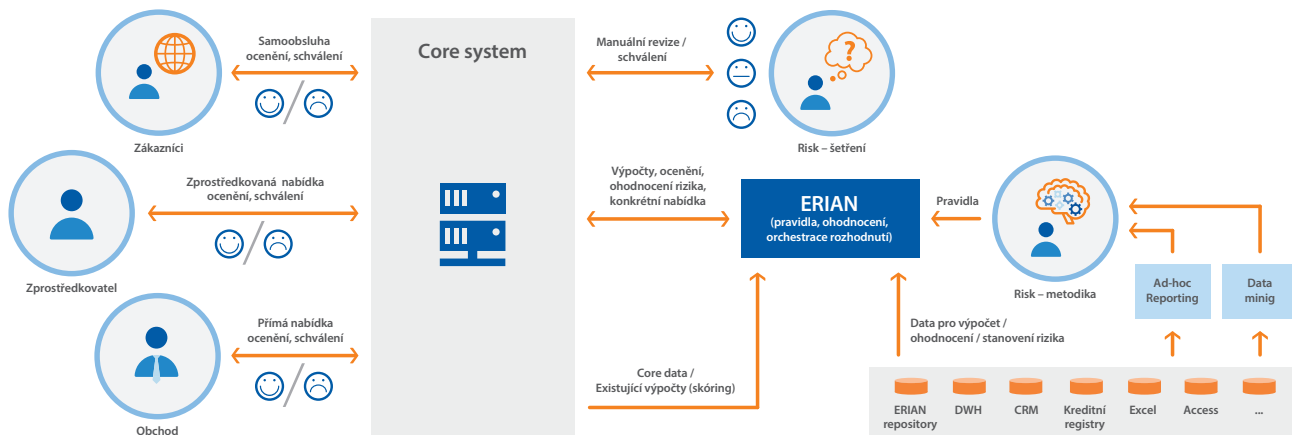 Samoobsluha
ocenění, schválení
Zákazníci
Zprostředkovaná nabídka
ocenění, schválení
Zprostředkovatel
Přímá nabídka
ocenění, schválení
Obchod
Core system
Manuální revize /
schválení
Risk – šetření
Výpočty, ocenění,
ohodnocení rizika,
konkrétní nabídka
ERIAN
(pravidla, ohodnocení,
orchestrace rozhodnutí)
Pravidla
Risk – metodika
Ad-hoc
Reporting
Data
minig
Data pro výpočet /
ohodnocení / stanovení rizika
Core data /
Existující výpočty (skóring)
ERIAN
repository
DWH
CRM
Kreditní
registry
Excel
Access
...